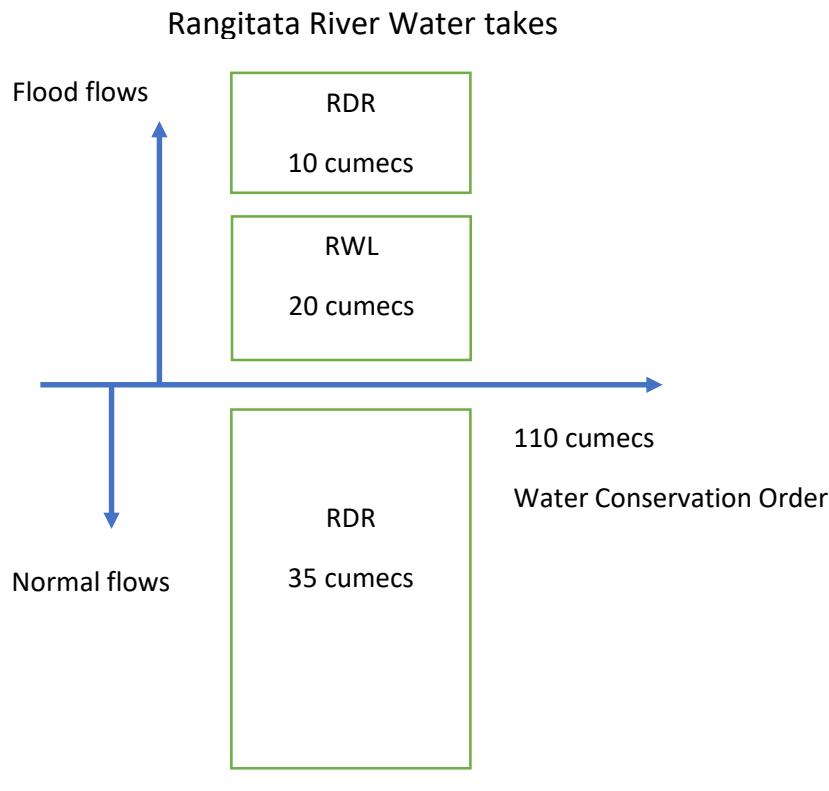 Rangitata River Water takes
Flood flows
RDR
10 cumecs
RWL
20 cumecs
110 cumecs
Water Conservation Order
RDR
35 cumecs
Normal flows